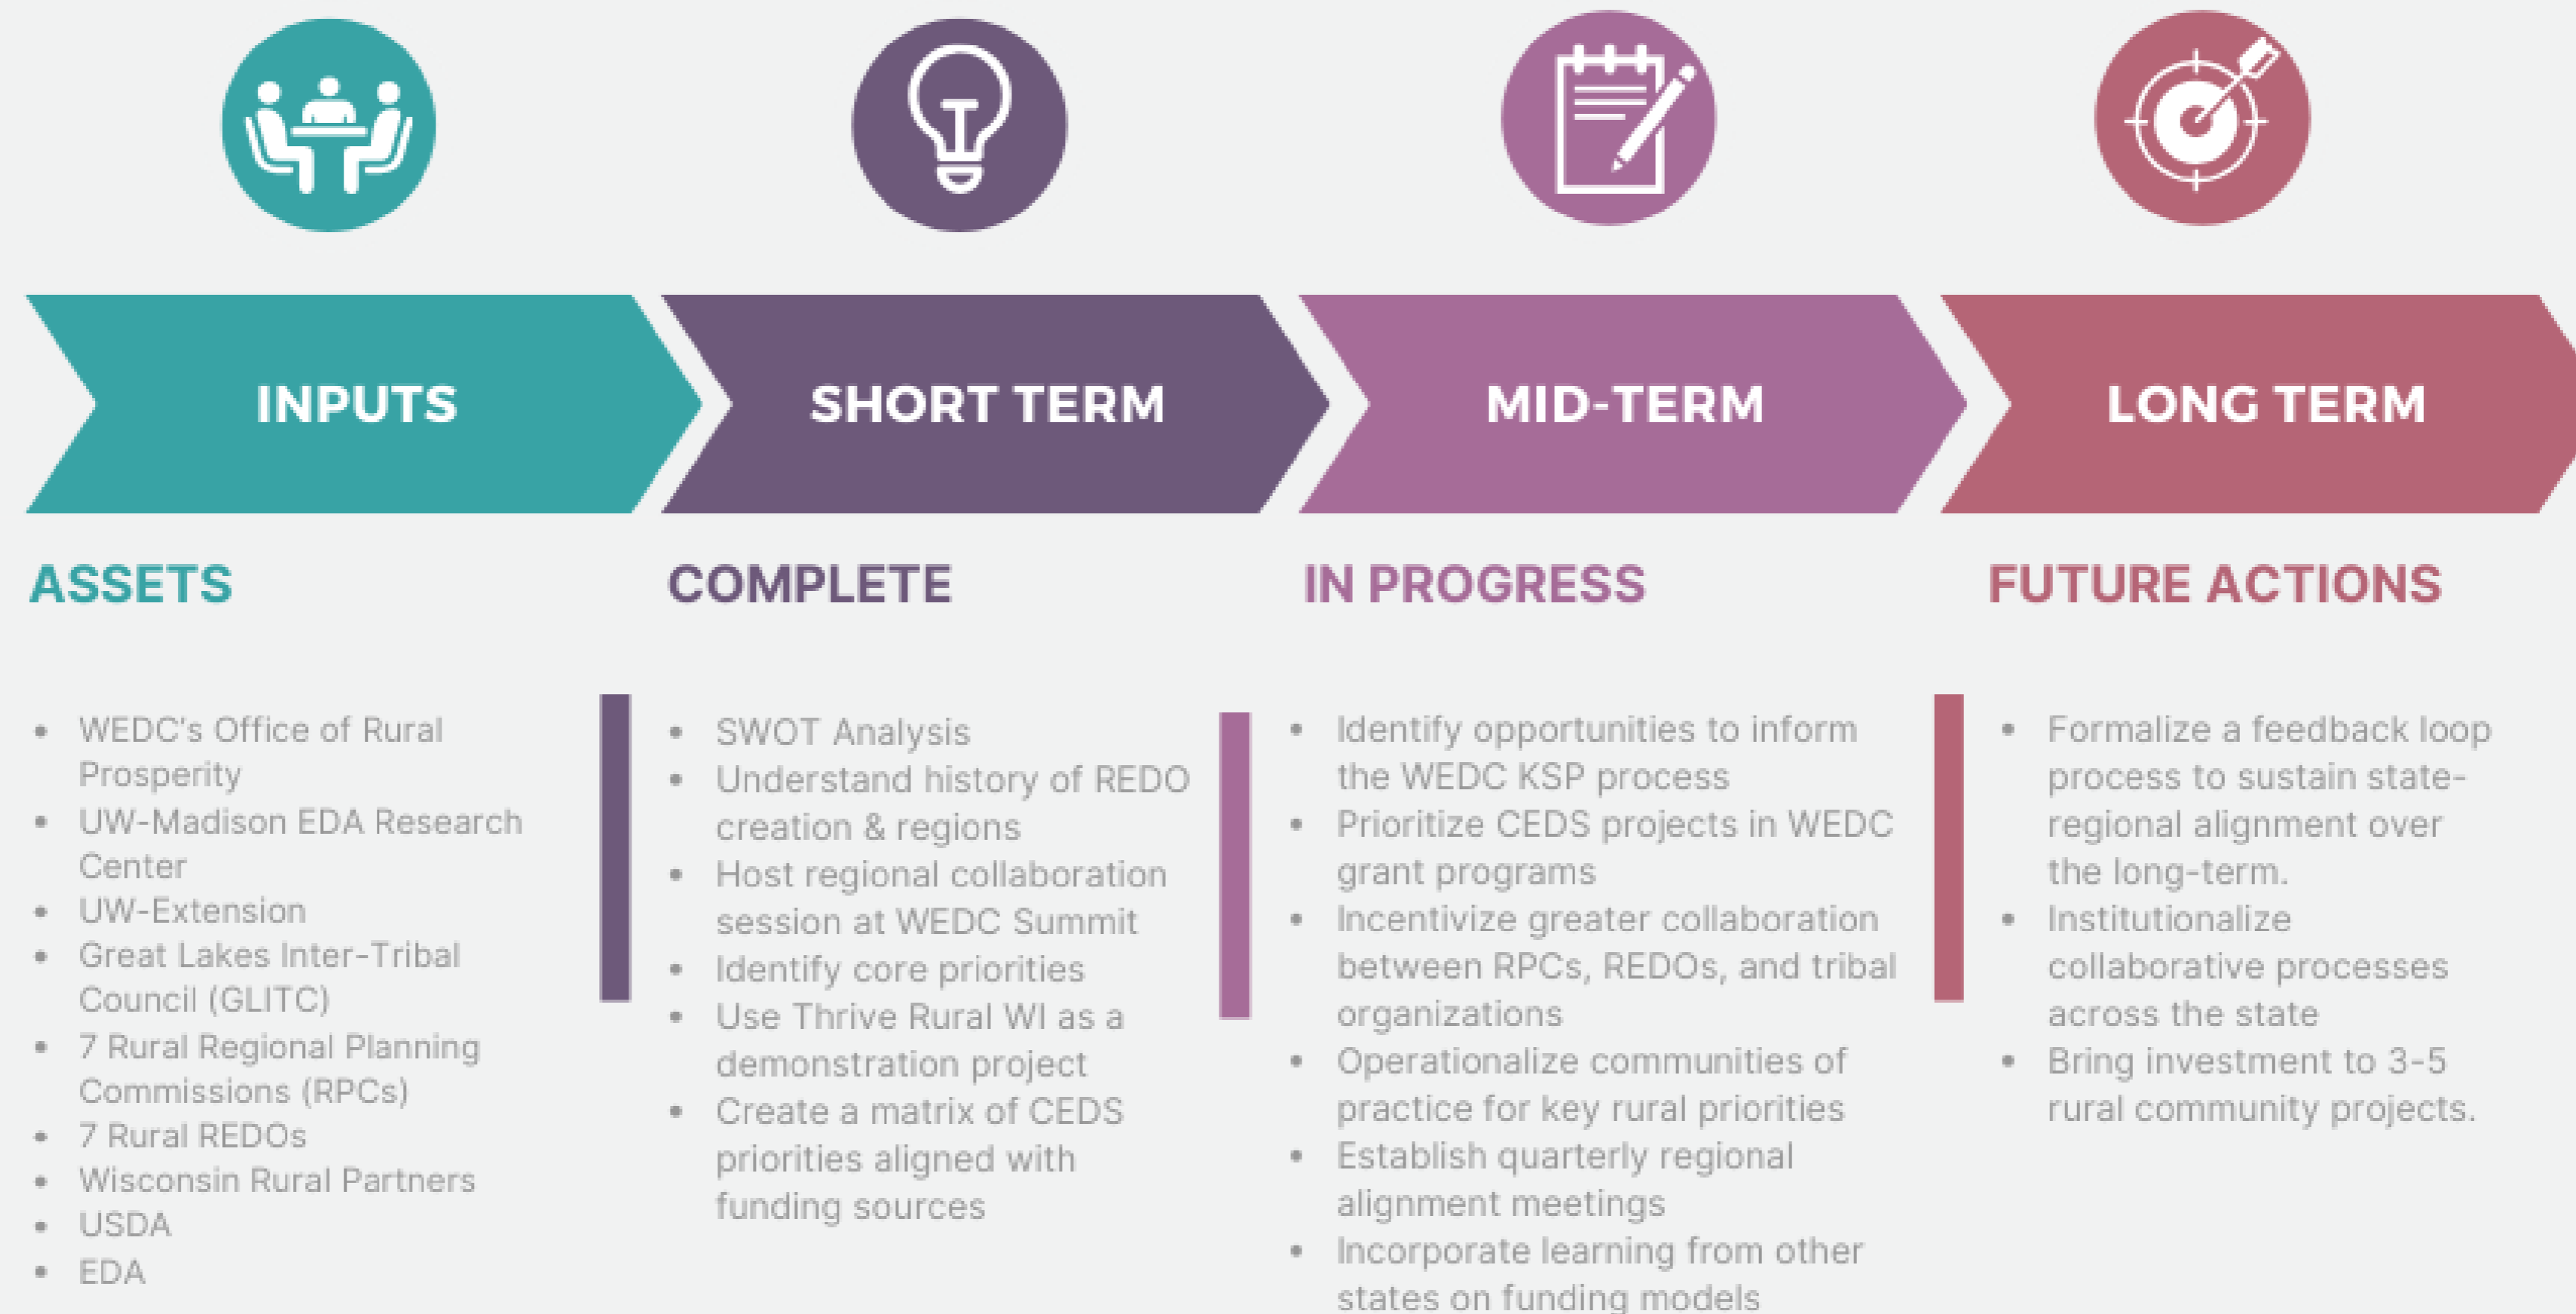 INPUTS
SHORT TERM
MID-TERM
LONG TERM
ASSETS
• WEDC's Office of Rural
Prosperity
• UW-Madison EDA Research
Center
• UW-Extension
• Great Lakes Inter-Tribal
Council (GLITC)
• 7 Rural Regional Planning
Commissions (RPCs)
• 7 Rural REDOs
• Wisconsin Rural Partners
• USDA
• EDA
COMPLETE
• SWOT Analysis
• Understand history of REDO
creation & regions
• Host regional collaboration
session at WEDC Summit
• Identify core priorities
• Use Thrive Rural WI as a
demonstration project
• Create a matrix of CEDS
priorities aligned with
funding sources
IN PROGRESS
• Identify opportunities to inform
the WEDC KSP process
• Prioritize CEDS projects in WEDC
grant programs
• Incentivize greater collaboration
between RPCs, REDOs, and tribal
organizations
• Operationalize communities of
practice for key rural priorities
• Establish quarterly regional
alignment meetings
• Incorporate learning from other
states on funding models
FUTURE ACTIONS
• Formalize a feedback loop
process to sustain state-
regional alignment over
the long-term.
• Institutionalize
collaborative processes
across the state
• Bring investment to 3-5
rural community projects.